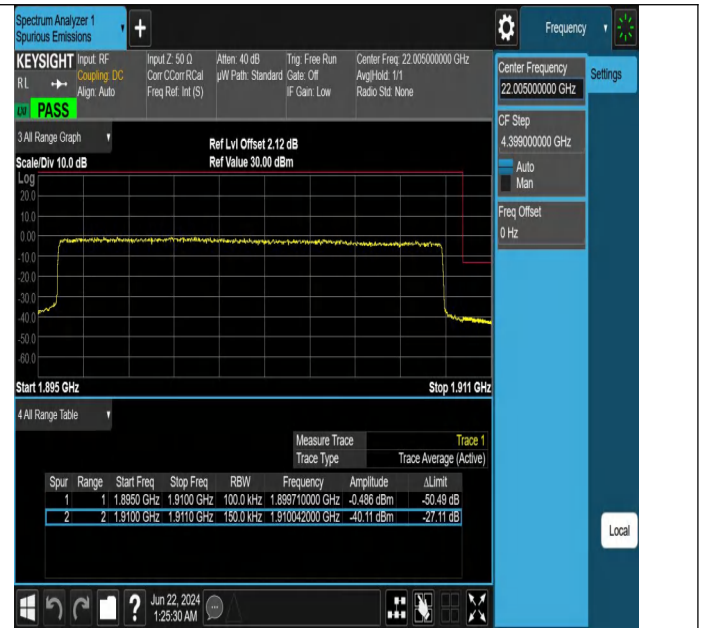 Spectrum Analyzer 1
Spurious Emissions
Frequency
KEYSIGHT
RL
Input: RF
Coupling: DC
Align: Auto
Input Z: 50 Ω
Corr CCorr RCal
Freq Ref: Int (S)
Atten: 40 dB
µW Path: Standard
Trig: Free Run
Gate: Off
IF Gain: Low
Center Freq: 22.005000000 GHz
Avg|Hold: 1/1
Radio Std: None
LXI
PASS
Center Frequency
22.005000000 GHz
Settings
CF Step
4.399000000 GHz
Auto
Man
Freq Offset
0 Hz
3 All Range Graph
Ref Lvl Offset 2.12 dB
Scale/Div 10.0 dB
Ref Value 30.00 dBm
Log
20.0
10.0
0.00
-10.0
-20.0
-30.0
-40.0
-50.0
-60.0
Start 1.895 GHz
Stop 1.911 GHz
4 All Range Table
Measure Trace Trace 1
Trace Type Trace Average (Active)
Spur Range Start Freq Stop Freq RBW Frequency Amplitude ΔLimit
1 1 1.8950 GHz 1.9100 GHz 100.0 kHz 1.899710000 GHz -0.486 dBm -50.49 dB
2 2 1.9100 GHz 1.9110 GHz 150.0 kHz 1.910042000 GHz -40.11 dBm -27.11 dB
Local
?
Jun 22, 2024
1:25:30 AM